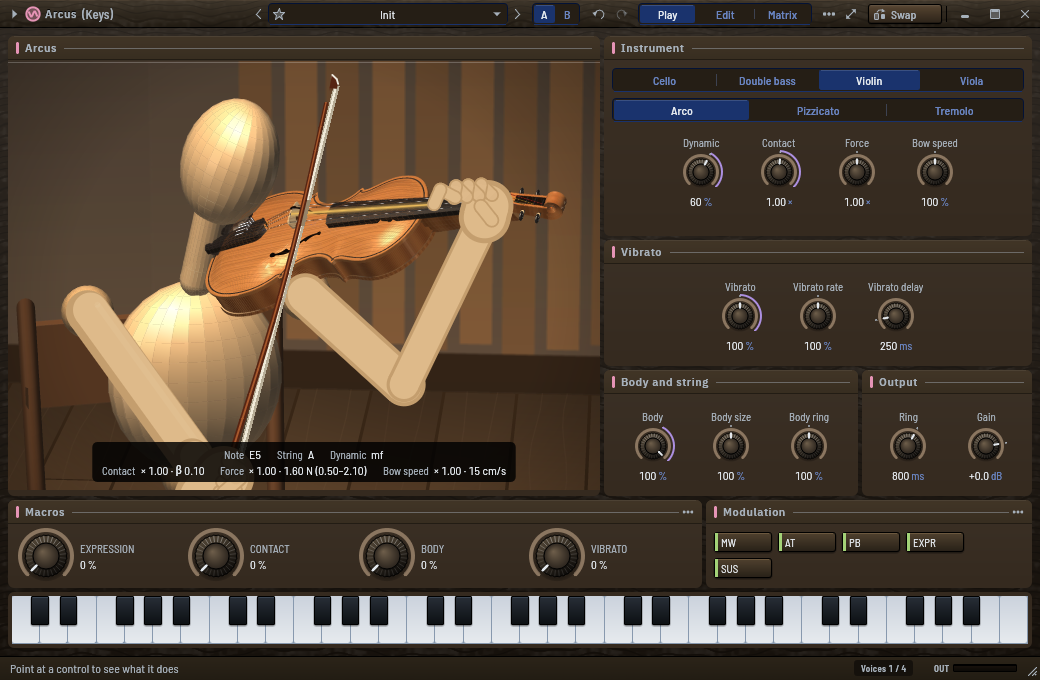 Arcus (Keys)
Init
A B
Play Edit Matrix
Swap
Arcus
Note E5 String A Dynamic mf
Contact × 1.00 · β 0.10 Force × 1.00 · 1.60 N (0.50–2.10) Bow speed × 1.00 · 15 cm/s
Instrument
Cello Double bass Violin Viola
Arco Pizzicato Tremolo
Dynamic Contact Force Bow speed
60 % 1.00 × 1.00 × 100 %
Vibrato
Vibrato Vibrato rate Vibrato delay
100 % 100 % 250 ms
Body and string
Body Body size Body ring
100 % 100 % 100 %
Output
Ring Gain
800 ms +0.0 dB
Macros
EXPRESSION
0 %
CONTACT
0 %
BODY
0 %
VIBRATO
0 %
Modulation
MW AT PB EXPR
SUS
Point at a control to see what it does
Voices 1 / 4
OUT